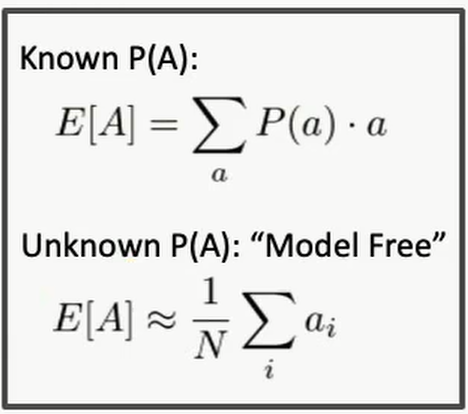 Known P(A):
E[A] = ∑ₐ P(a) · a
Unknown P(A): “Model Free”
E[A] ≈ 1/N ∑ᵢ aᵢ